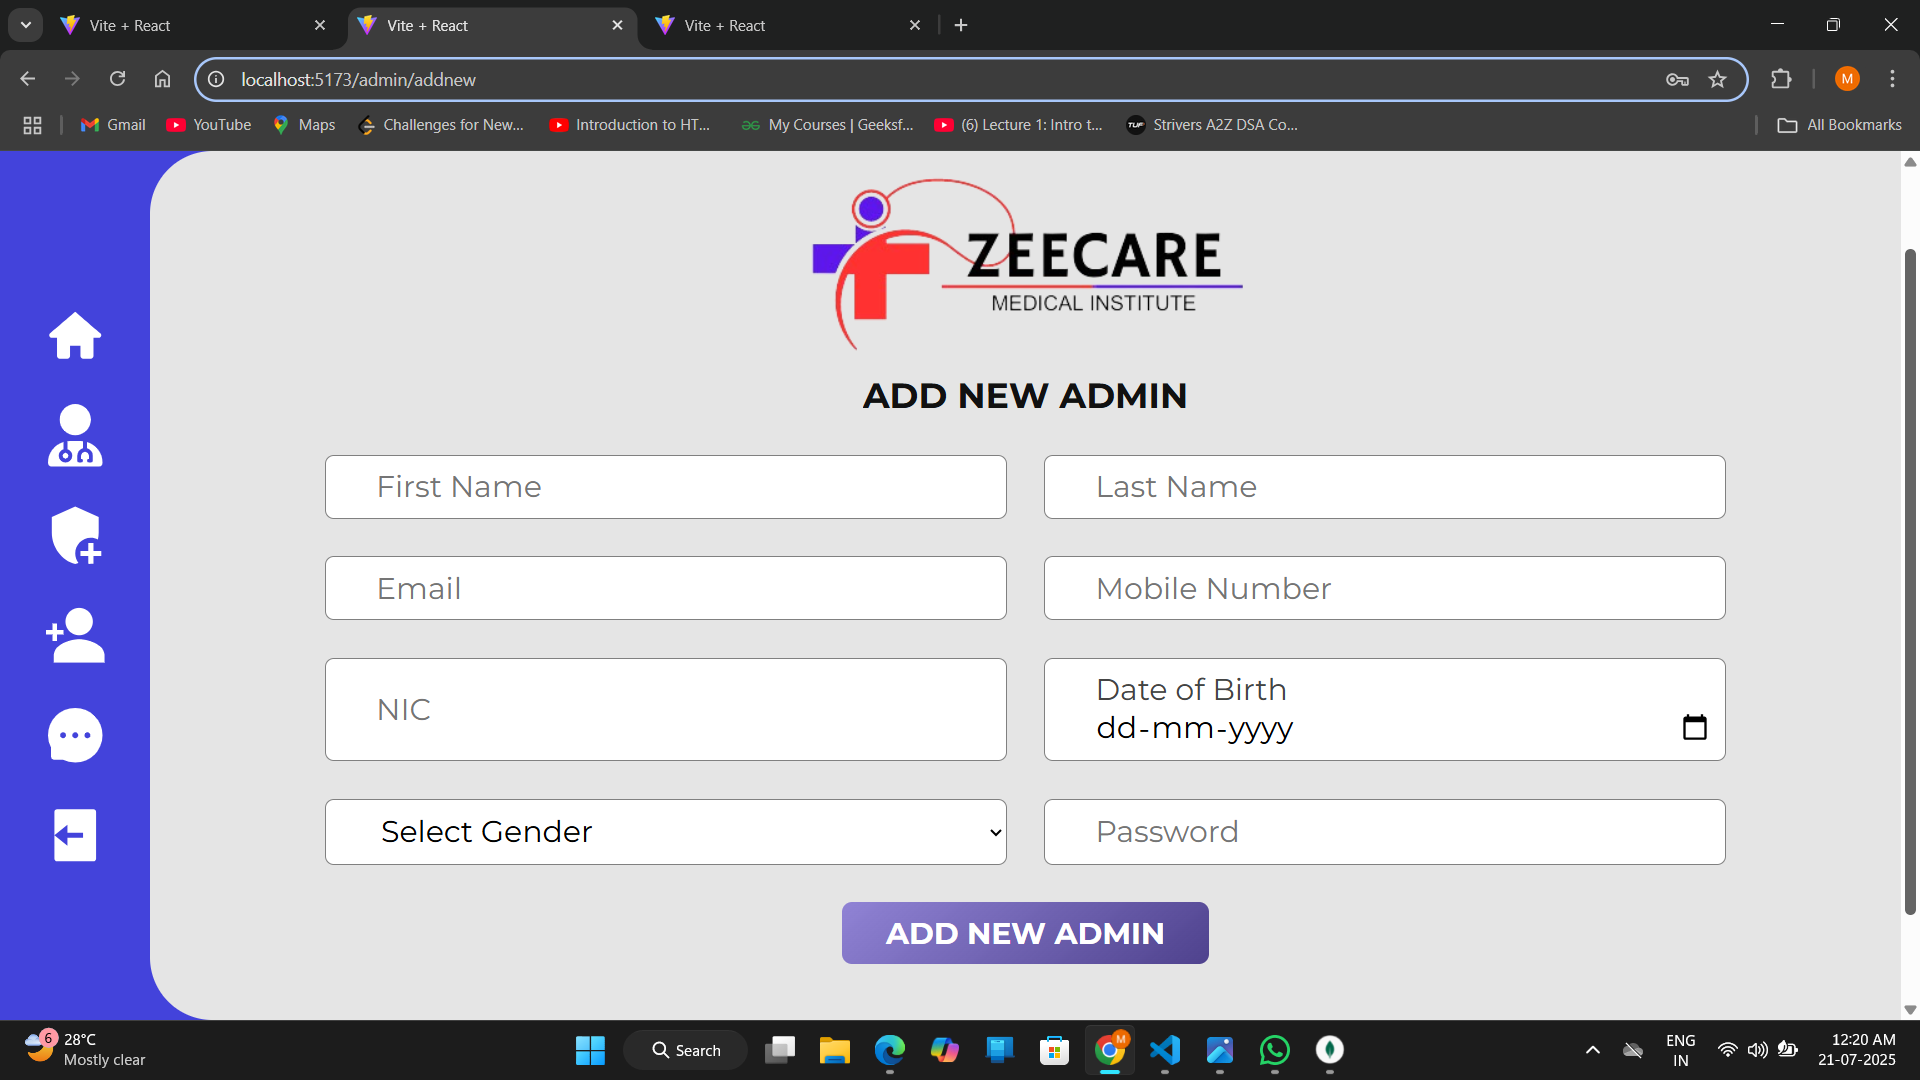 Vite + React
Vite + React
Vite + React
localhost:5173/admin/addnew
M
Gmail
YouTube
Maps
Challenges for New...
Introduction to HT...
My Courses | Geeksf...
(6) Lecture 1: Intro t...
TUF
Strivers A2Z DSA Co...
All Bookmarks
ZEECARE
MEDICAL INSTITUTE
ADD NEW ADMIN
First Name
Last Name
Email
Mobile Number
NIC
Date of Birth
dd-mm-yyyy
Select Gender
Password
ADD NEW ADMIN
6
28°C
Mostly clear
Search
M
ENG
IN
12:20 AM
21-07-2025